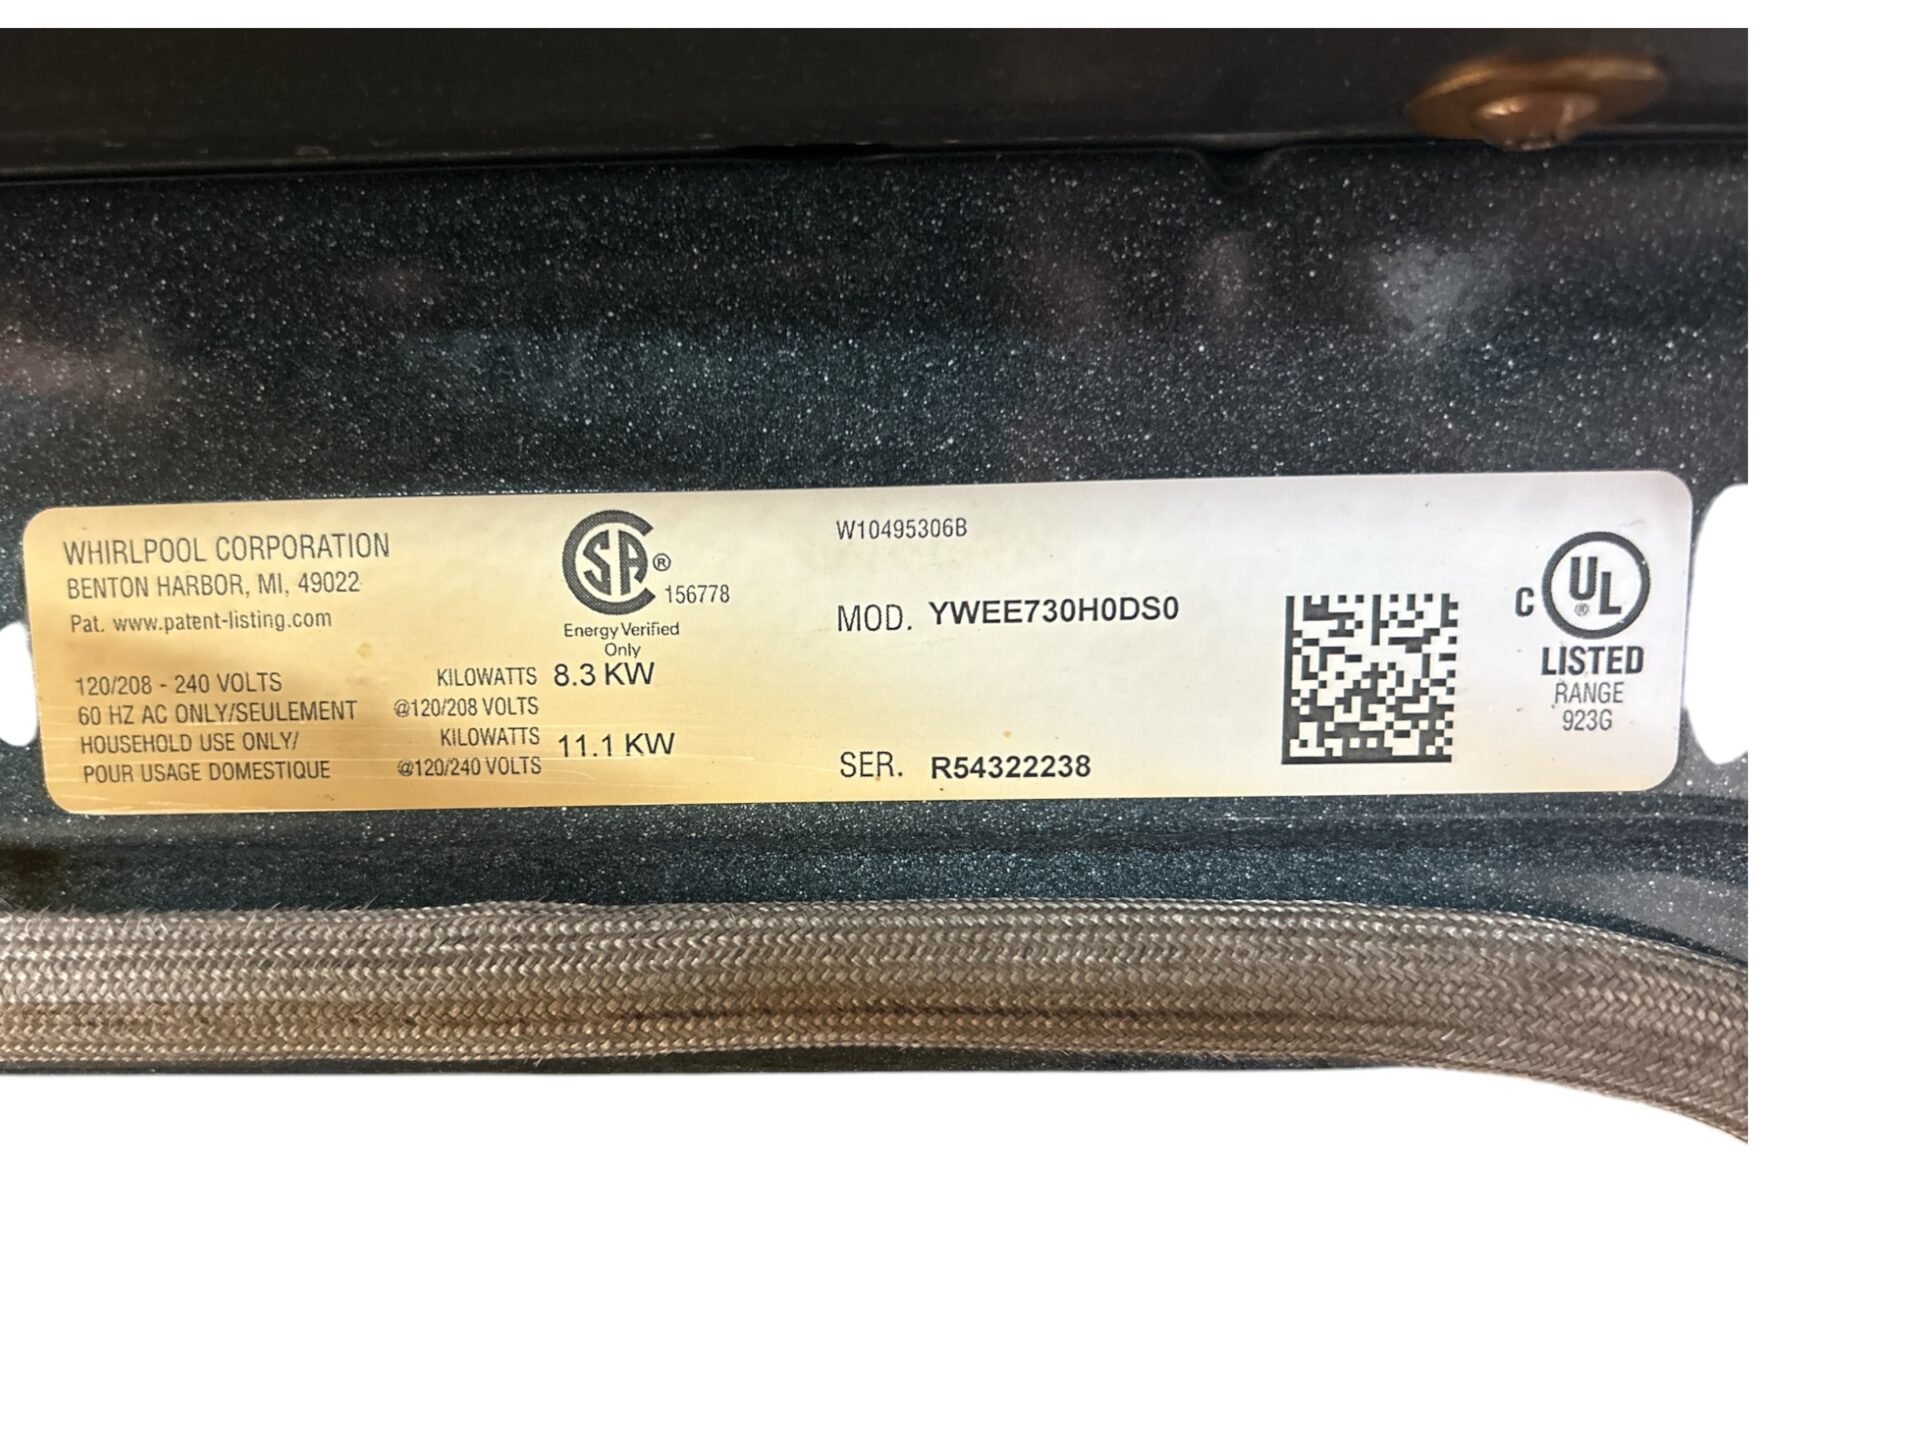 WHIRLPOOL CORPORATION
BENTON HARBOR, MI, 49022
Pat. www.patent-listing.com
120/208 - 240 VOLTS
60 HZ AC ONLY/SEULEMENT
HOUSEHOLD USE ONLY/
POUR USAGE DOMESTIQUE
SA ®
156778
Energy Verified
Only
KILOWATTS 8.3 KW
@120/208 VOLTS
KILOWATTS 11.1 KW
@120/240 VOLTS
W10495306B
MOD. YWEE730H0DS0
SER. R54322238
C UL ®
LISTED
RANGE
923G